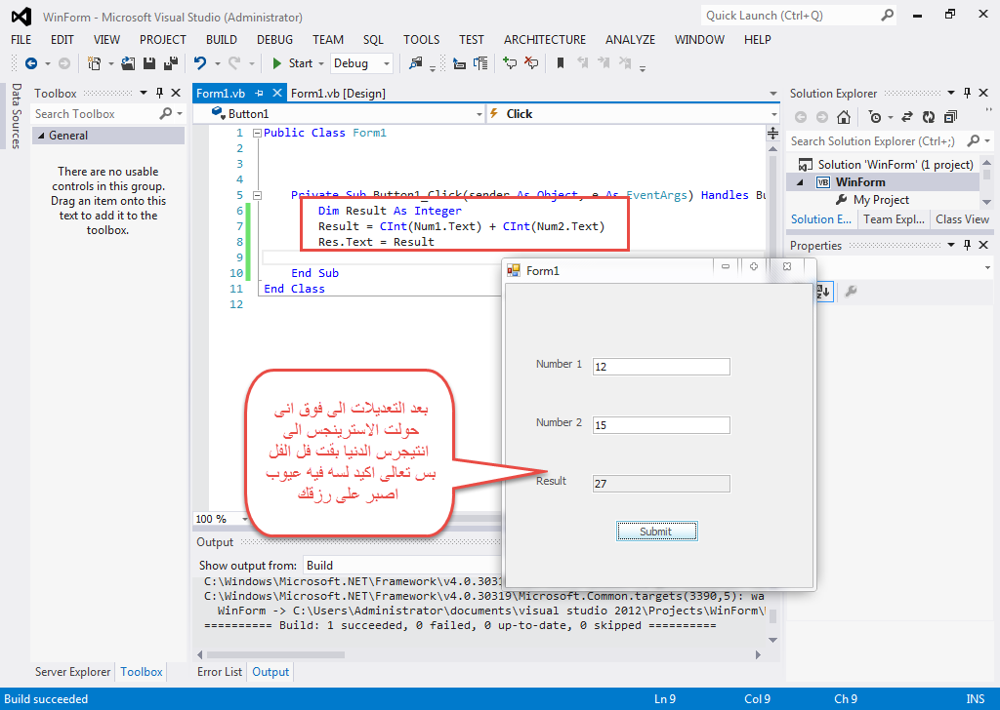 WinForm - Microsoft Visual Studio (Administrator)
Quick Launch (Ctrl+Q)
FILE EDIT VIEW PROJECT BUILD DEBUG TEAM SQL TOOLS TEST ARCHITECTURE ANALYZE WINDOW HELP
Start Debug
Data Sources
Toolbox
Search Toolbox
General
There are no usable
controls in this group.
Drag an item onto this
text to add it to the
toolbox.
Server Explorer Toolbox
Form1.vb Form1.vb [Design]
Button1 Click
1 Public Class Form1
2
3
4
5 Private Sub Button1_Click(sender As Object, e As EventArgs) Handles Bu
6 Dim Result As Integer
7 Result = CInt(Num1.Text) + CInt(Num2.Text)
8 Res.Text = Result
9
10 End Sub
11 End Class
12
100 %
بعد التعديلات الى فوق انى
حولت الاسترينجس الى
انتيجرس الدنيا بقت فل الفل
بس تعالى اكيد لسه فيه عيوب
اصبر على رزقك
Form1
Number 1 12
Number 2 15
Result 27
Submit
Output
Show output from: Build
C:\Windows\Microsoft.NET\Framework\v4.0.3031
C:\Windows\Microsoft.NET\Framework\v4.0.30319\Microsoft.Common.targets(3390,5): wa
WinForm -> C:\Users\Administrator\documents\visual studio 2012\Projects\WinForm\
========== Build: 1 succeeded, 0 failed, 0 up-to-date, 0 skipped ==========
Error List Output
Solution Explorer
Search Solution Explorer (Ctrl+;)
Solution 'WinForm' (1 project)
VB WinForm
My Project
Solution E... Team Expl... Class View
Properties
Build succeeded Ln 9 Col 9 Ch 9 INS